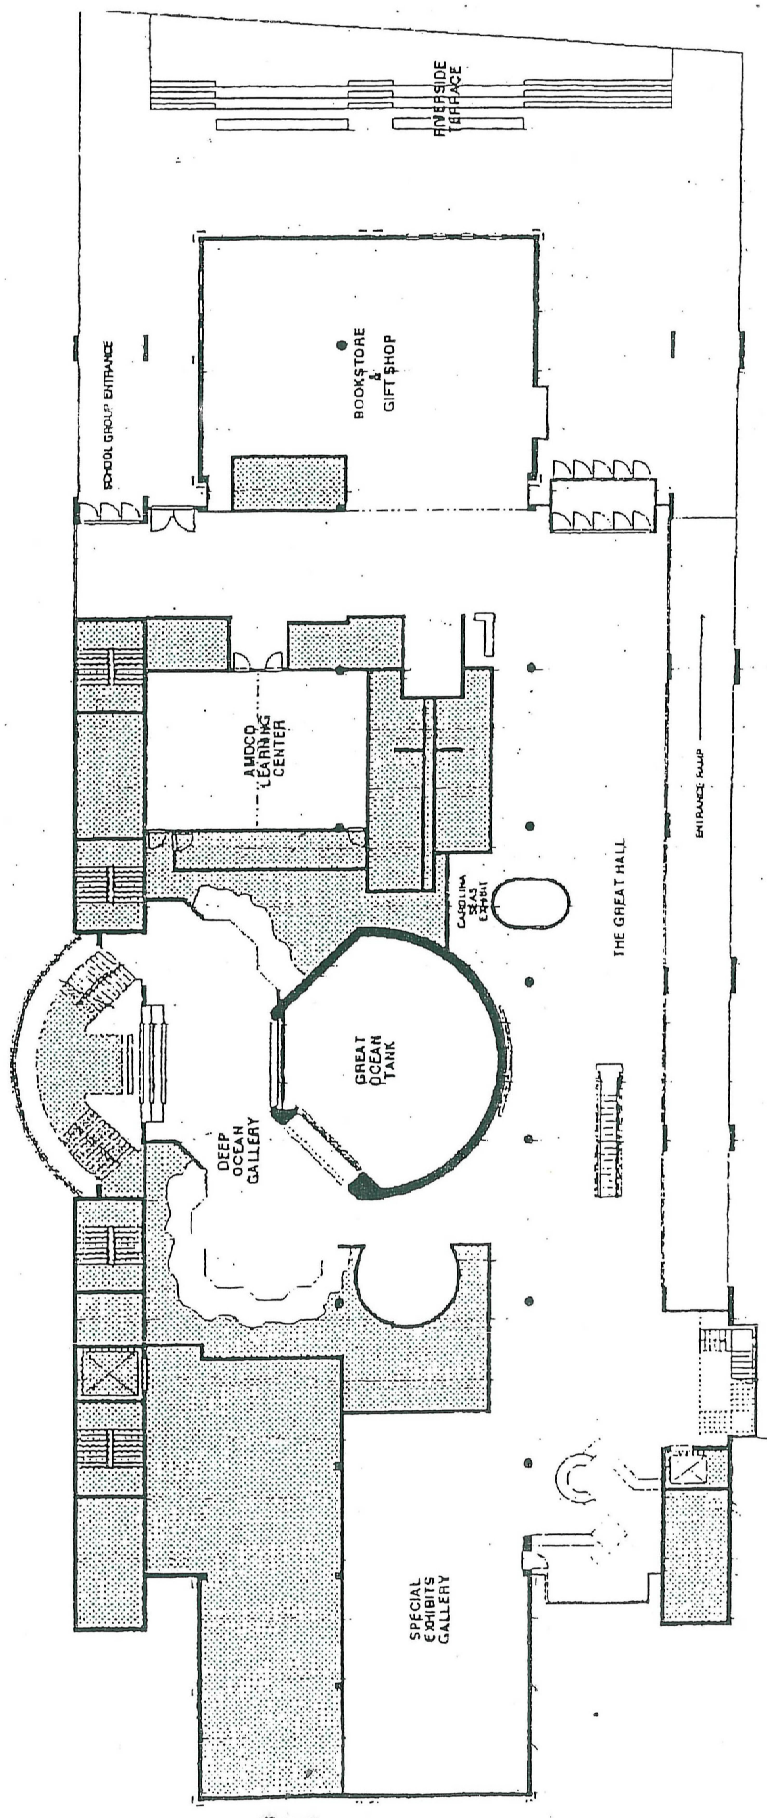 RIVERSIDE
TERRACE
SCHOOL GROUP ENTRANCE
BOOKSTORE
&
GIFT SHOP
AMOCO
LEARNING
CENTER
ENTRANCE RAMP
CAROLINA
SEAS
EXHIBIT
THE GREAT HALL
GREAT
OCEAN
TANK
DEEP
OCEAN
GALLERY
SPECIAL
EXHIBITS
GALLERY